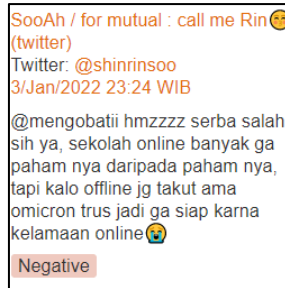 SooAh / for mutual : call me Rin😚
(twitter)
Twitter: @shinrinsoo
3/Jan/2022 23:24 WIB
@mengobatii hmzzzz serba salah
sih ya, sekolah online banyak ga
paham nya daripada paham nya,
tapi kalo offline jg takut ama
omicron trus jadi ga siap karna
kelamaan online😭
Negative